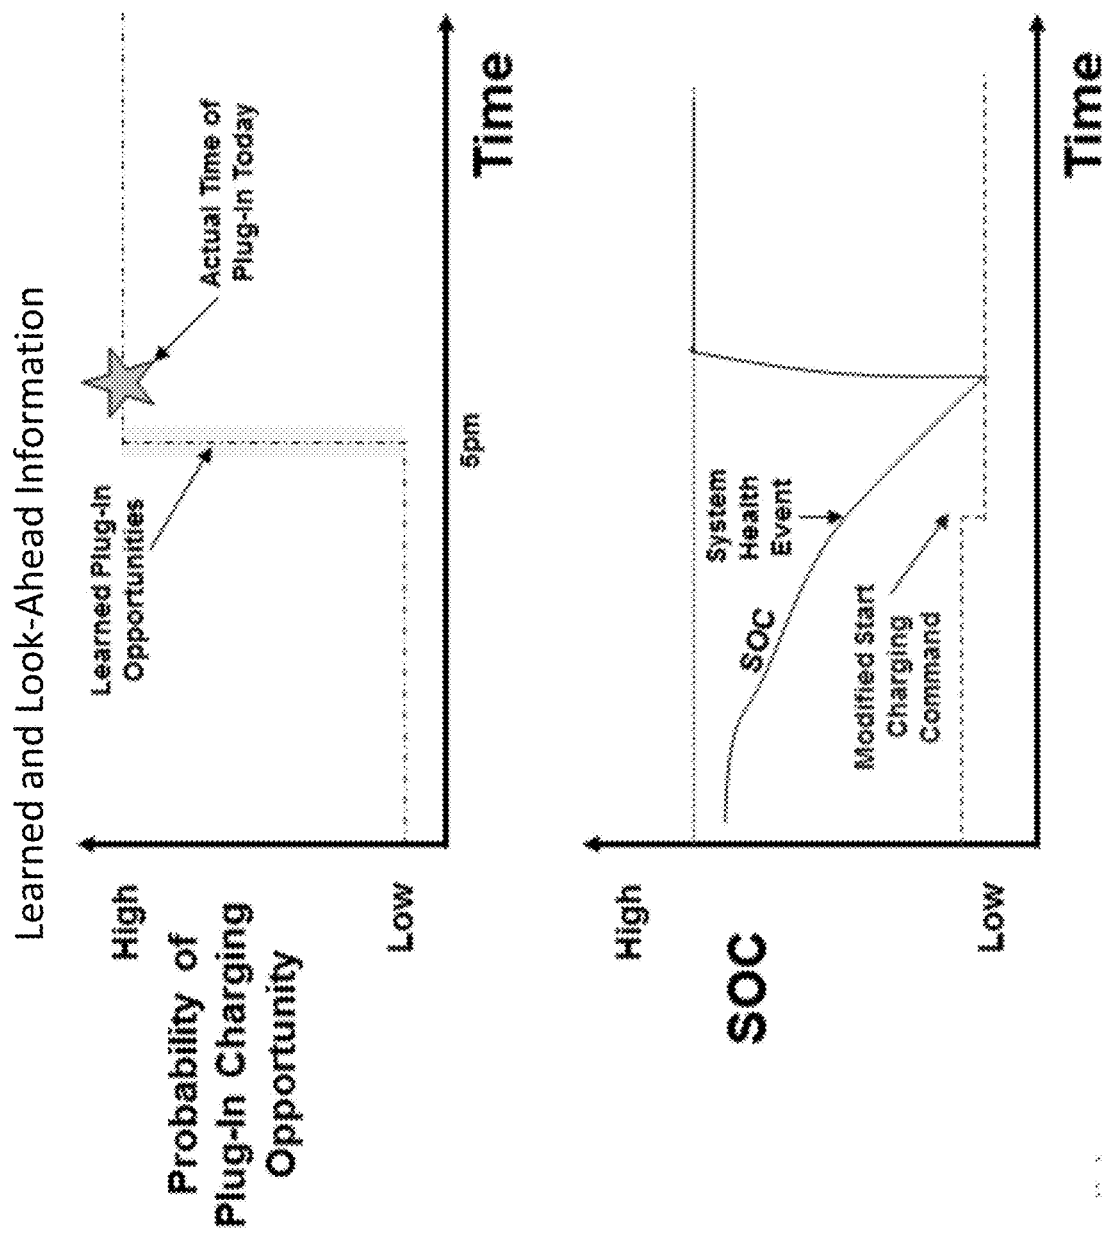 Learned and Look-Ahead Information
Probability of
Plug-In Charging
Opportunity
High
Low
Learned Plug-In
Opportunities
Actual Time of
Plug-In Today
5pm
Time
SOC
High
Low
SOC
System
Health
Event
Modified Start
Charging
Command
Time